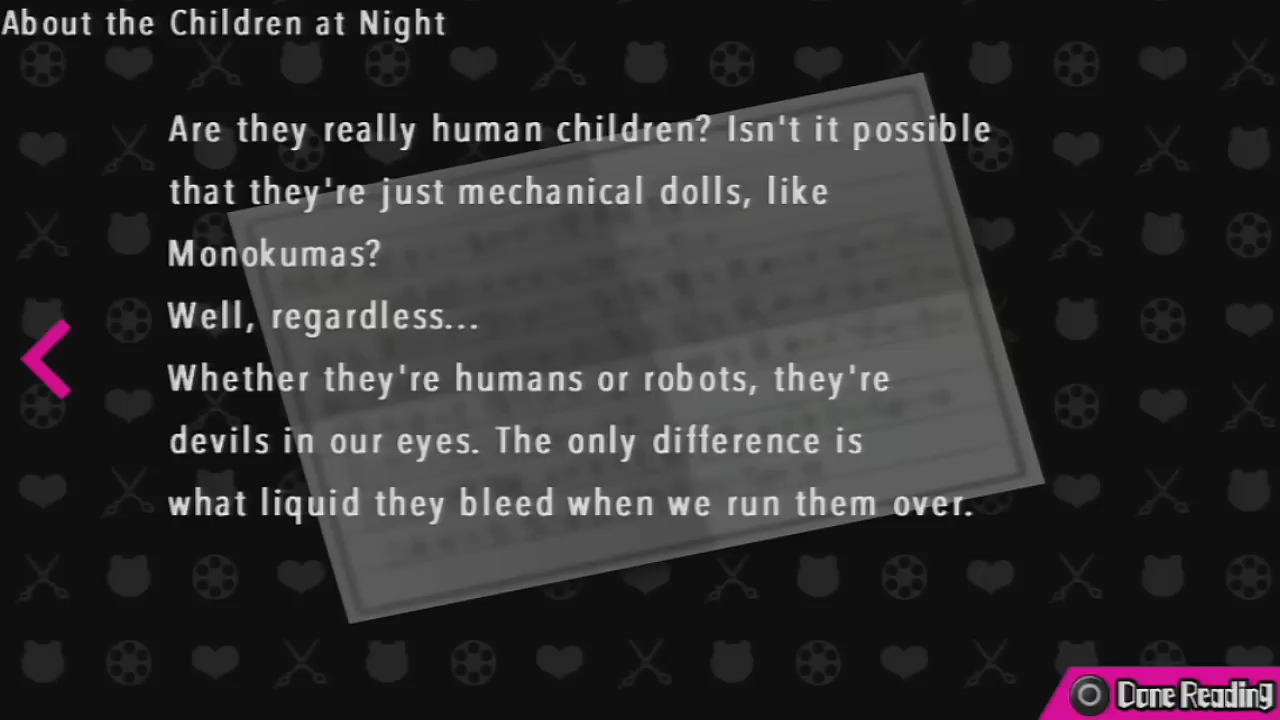 About the Children at Night
Are they really human children? Isn't it possible
that they're just mechanical dolls, like
Monokumas?
Well, regardless...
Whether they're humans or robots, they're
devils in our eyes. The only difference is
what liquid they bleed when we run them over.
Done Reading